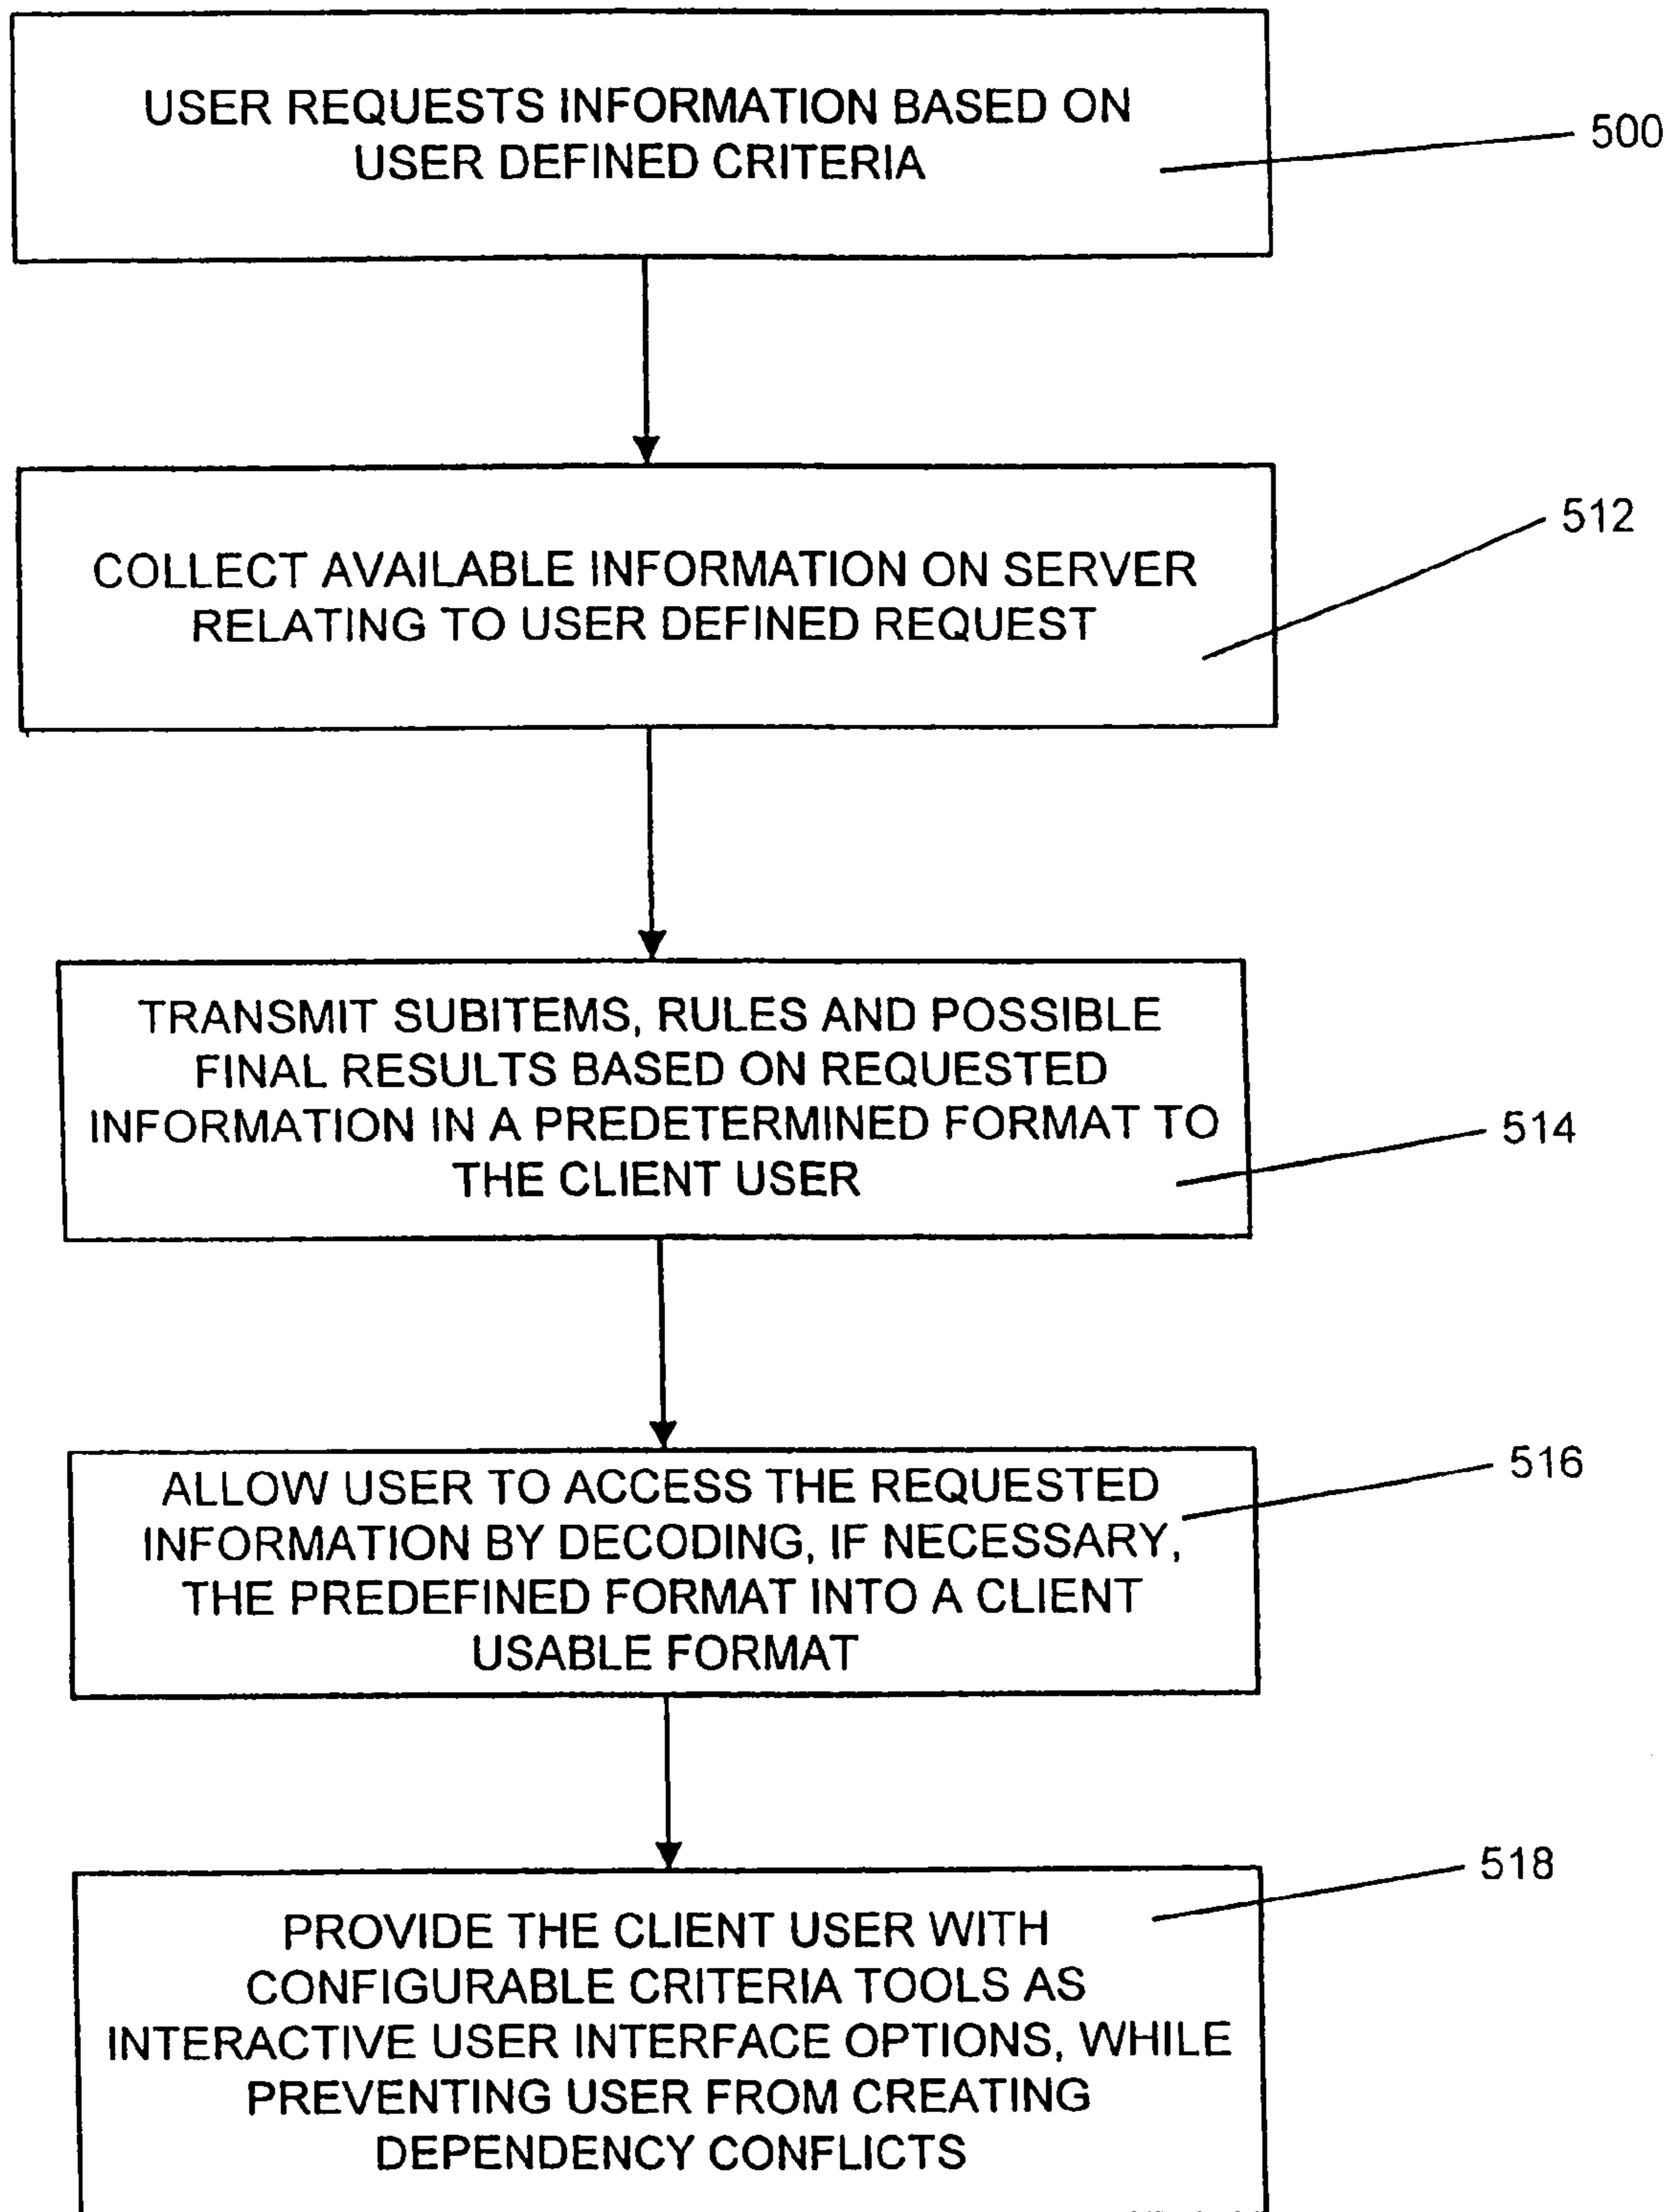 USER REQUESTS INFORMATION BASED ON
USER DEFINED CRITERIA
500
COLLECT AVAILABLE INFORMATION ON SERVER
RELATING TO USER DEFINED REQUEST
512
TRANSMIT SUBITEMS, RULES AND POSSIBLE
FINAL RESULTS BASED ON REQUESTED
INFORMATION IN A PREDETERMINED FORMAT TO
THE CLIENT USER
514
ALLOW USER TO ACCESS THE REQUESTED
INFORMATION BY DECODING, IF NECESSARY,
THE PREDEFINED FORMAT INTO A CLIENT
USABLE FORMAT
516
PROVIDE THE CLIENT USER WITH
CONFIGURABLE CRITERIA TOOLS AS
INTERACTIVE USER INTERFACE OPTIONS, WHILE
PREVENTING USER FROM CREATING
DEPENDENCY CONFLICTS
518